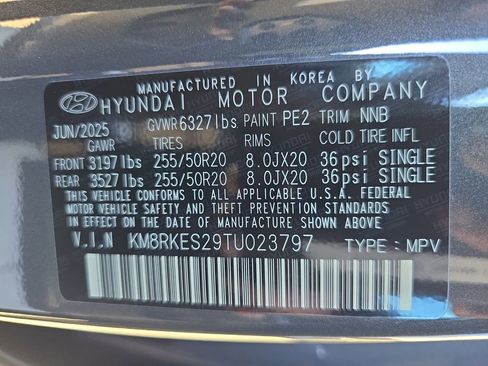 MANUFACTURED IN KOREA BY
HYUNDAI MOTOR COMPANY
JUN/2025 GVWR 6327lbs PAINT PE2 TRIM NNB
GAWR TIRES RIMS COLD TIRE INFL
FRONT 3197lbs 255/50R20 8.0JX20 36psi SINGLE
REAR 3527lbs 255/50R20 8.0JX20 36psi SINGLE
THIS VEHICLE CONFORMS TO ALL APPLICABLE U.S.A. FEDERAL
MOTOR VEHICLE SAFETY AND THEFT PREVENTION STANDARDS
IN EFFECT ON THE DATE OF MANUFACTURE SHOWN ABOVE.
V.I.N KM8RKES29TU023797 TYPE : MPV